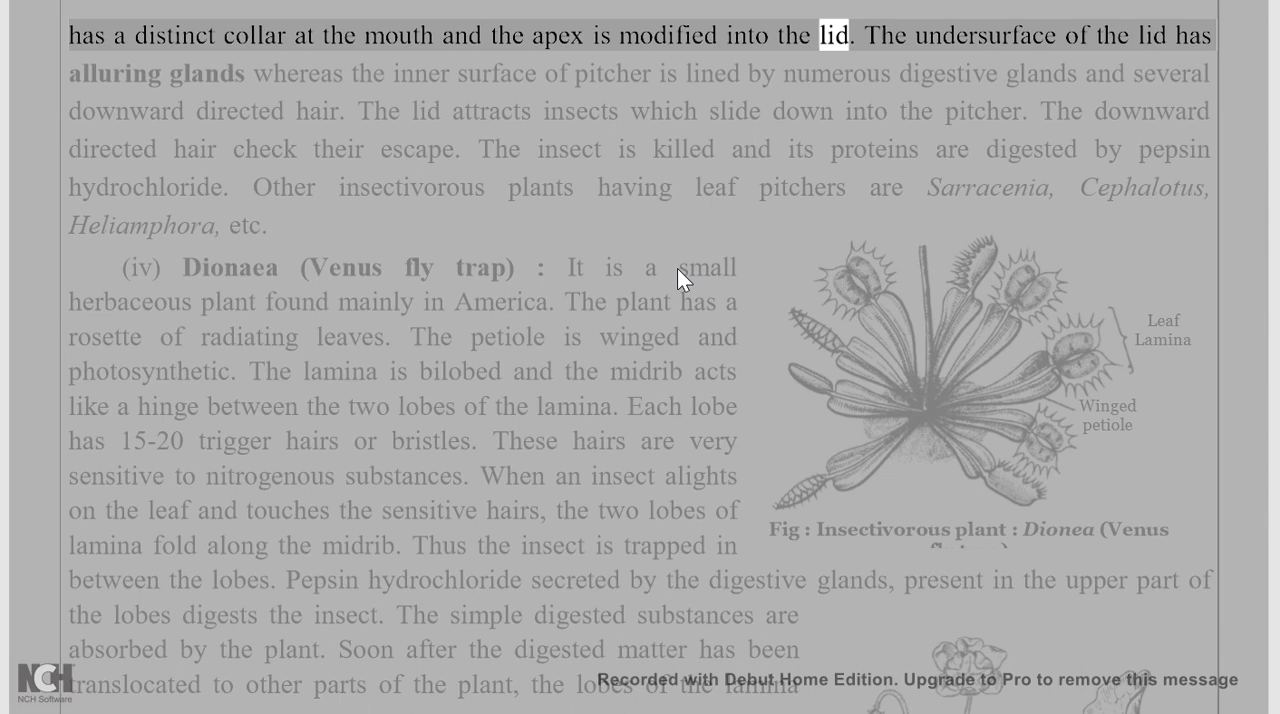 has a distinct collar at the mouth and the apex is modified into the lid. The undersurface of the lid has
alluring glands whereas the inner surface of pitcher is lined by numerous digestive glands and several
downward directed hair. The lid attracts insects which slide down into the pitcher. The downward
directed hair check their escape. The insect is killed and its proteins are digested by pepsin
hydrochloride. Other insectivorous plants having leaf pitchers are Sarracenia, Cephalotus,
Heliamphora, etc.
(iv) Dionaea (Venus fly trap) : It is a small
herbaceous plant found mainly in America. The plant has a
rosette of radiating leaves. The petiole is winged and
photosynthetic. The lamina is bilobed and the midrib acts
like a hinge between the two lobes of the lamina. Each lobe
has 15-20 trigger hairs or bristles. These hairs are very
sensitive to nitrogenous substances. When an insect alights
on the leaf and touches the sensitive hairs, the two lobes of
lamina fold along the midrib. Thus the insect is trapped in
between the lobes. Pepsin hydrochloride secreted by the digestive glands, present in the upper part of
the lobes digests the insect. The simple digested substances are
absorbed by the plant. Soon after the digested matter has been
translocated to other parts of the plant, the lobes of the lamina
Leaf
Lamina
Winged
petiole
Fig : Insectivorous plant : Dionea (Venus
NCH
NCH Software
Recorded with Debut Home Edition. Upgrade to Pro to remove this message